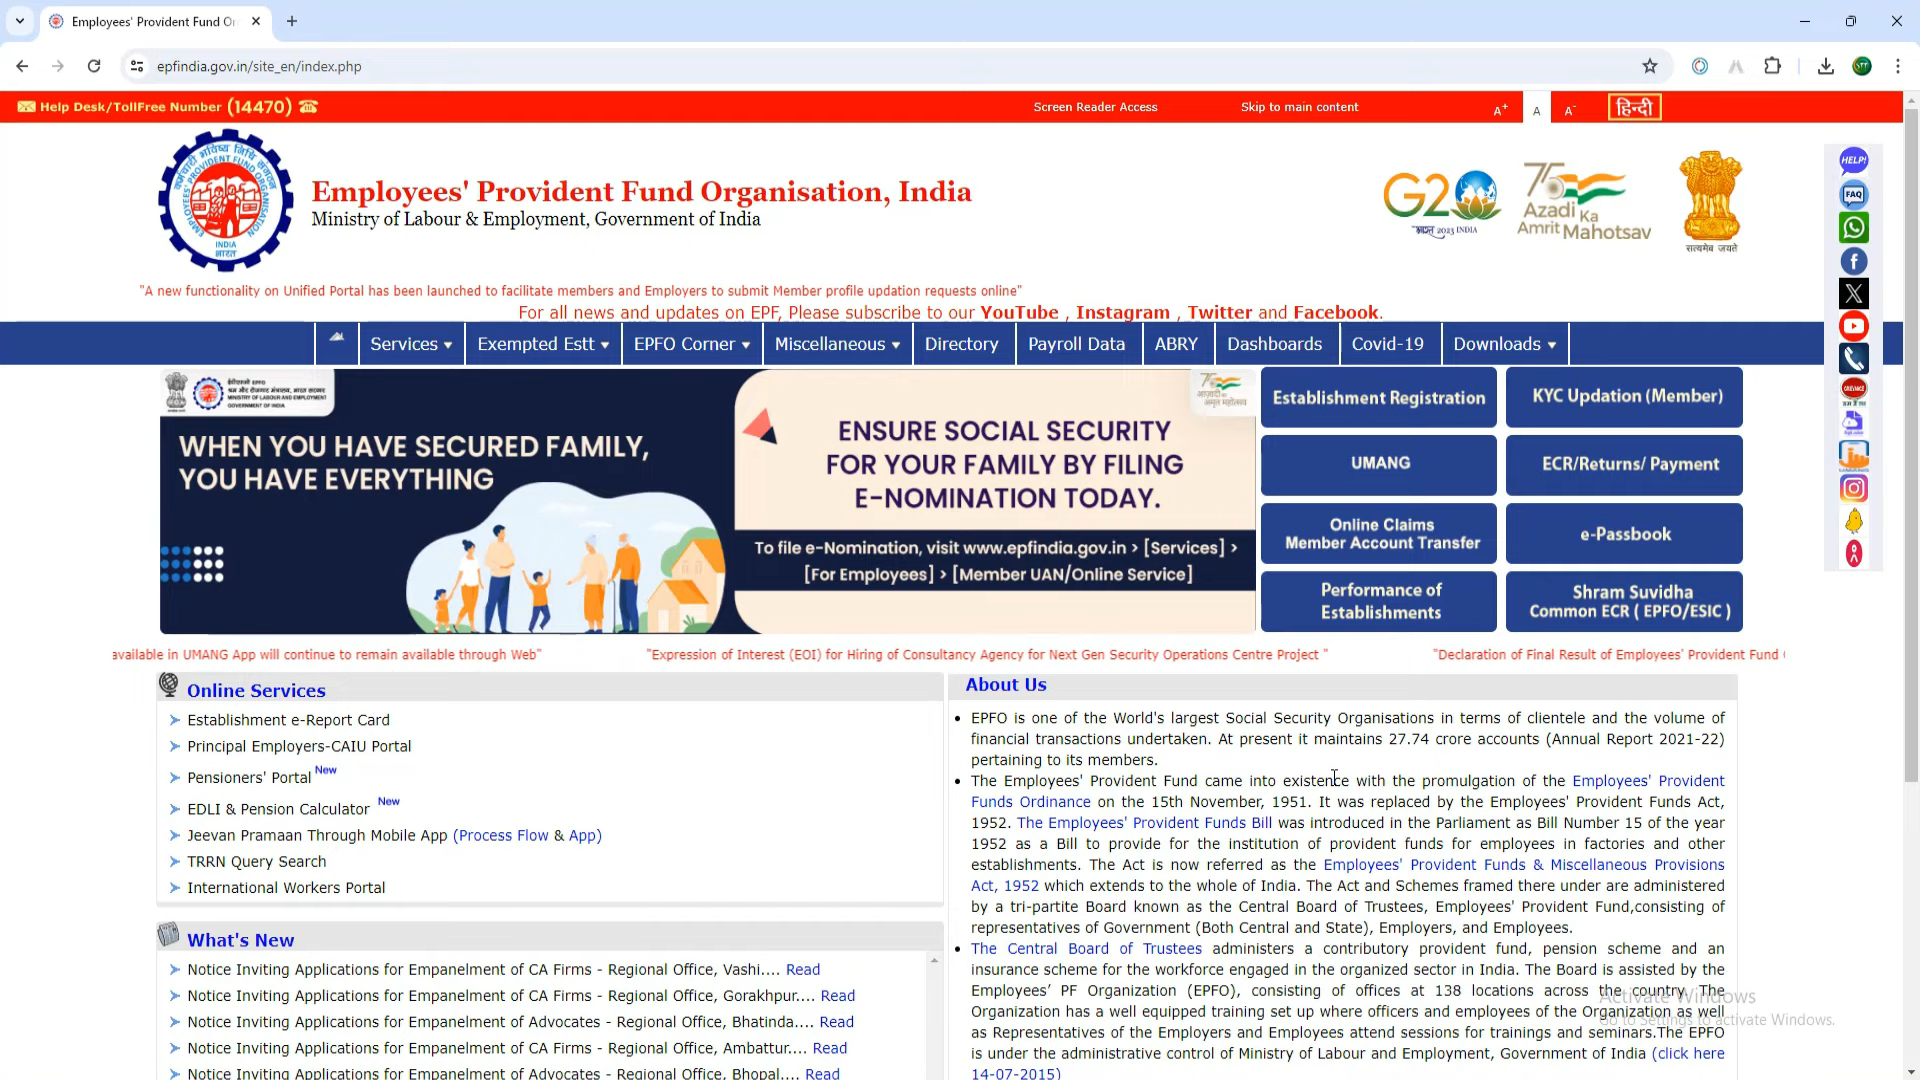 Employees' Provident Fund Or
epfindia.gov.in/site_en/index.php
Help Desk/TollFree Number (14470)
Screen Reader Access
Skip to main content
A+
A
A-
हिन्दी
Employees' Provident Fund Organisation, India
Ministry of Labour & Employment, Government of India
G20
भारत 2023 INDIA
75
Azadi Ka
Amrit Mahotsav
सत्यमेव जयते
HELP!
FAQ
"A new functionality on Unified Portal has been launched to facilitate members and Employers to submit Member profile updation requests online"
For all news and updates on EPF, Please subscribe to our YouTube , Instagram , Twitter and Facebook.
Services
Exempted Estt
EPFO Corner
Miscellaneous
Directory
Payroll Data
ABRY
Dashboards
Covid-19
Downloads
WHEN YOU HAVE SECURED FAMILY,
YOU HAVE EVERYTHING
ENSURE SOCIAL SECURITY
FOR YOUR FAMILY BY FILING
E-NOMINATION TODAY.
To file e-Nomination, visit www.epfindia.gov.in > [Services] >
[For Employees] > [Member UAN/Online Service]
Establishment Registration
KYC Updation (Member)
UMANG
ECR/Returns/ Payment
Online Claims
Member Account Transfer
e-Passbook
Performance of
Establishments
Shram Suvidha
Common ECR ( EPFO/ESIC )
available in UMANG App will continue to remain available through Web"
"Expression of Interest (EOI) for Hiring of Consultancy Agency for Next Gen Security Operations Centre Project "
"Declaration of Final Result of Employees' Provident Fund
Online Services
Establishment e-Report Card
Principal Employers-CAIU Portal
Pensioners' Portal New
EDLI & Pension Calculator New
Jeevan Pramaan Through Mobile App (Process Flow & App)
TRRN Query Search
International Workers Portal
What's New
Notice Inviting Applications for Empanelment of CA Firms - Regional Office, Vashi.... Read
Notice Inviting Applications for Empanelment of CA Firms - Regional Office, Gorakhpur.... Read
Notice Inviting Applications for Empanelment of Advocates - Regional Office, Bhatinda.... Read
Notice Inviting Applications for Empanelment of CA Firms - Regional Office, Ambattur.... Read
Notice Inviting Applications for Empanelment of Advocates - Regional Office, Bhopal.... Read
About Us
EPFO is one of the World's largest Social Security Organisations in terms of clientele and the volume of
financial transactions undertaken. At present it maintains 27.74 crore accounts (Annual Report 2021-22)
pertaining to its members.
The Employees' Provident Fund came into existence with the promulgation of the Employees' Provident
Funds Ordinance on the 15th November, 1951. It was replaced by the Employees' Provident Funds Act,
1952. The Employees' Provident Funds Bill was introduced in the Parliament as Bill Number 15 of the year
1952 as a Bill to provide for the institution of provident funds for employees in factories and other
establishments. The Act is now referred as the Employees' Provident Funds & Miscellaneous Provisions
Act, 1952 which extends to the whole of India. The Act and Schemes framed there under are administered
by a tri-partite Board known as the Central Board of Trustees, Employees' Provident Fund,consisting of
representatives of Government (Both Central and State), Employers, and Employees.
The Central Board of Trustees administers a contributory provident fund, pension scheme and an
insurance scheme for the workforce engaged in the organized sector in India. The Board is assisted by the
Employees' PF Organization (EPFO), consisting of offices at 138 locations across the country. The
Organization has a well equipped training set up where officers and employees of the Organization as well
as Representatives of the Employers and Employees attend sessions for trainings and seminars.The EPFO
is under the administrative control of Ministry of Labour and Employment, Government of India (click here
14-07-2015)
Activate Windows
Go to Settings to activate Windows.